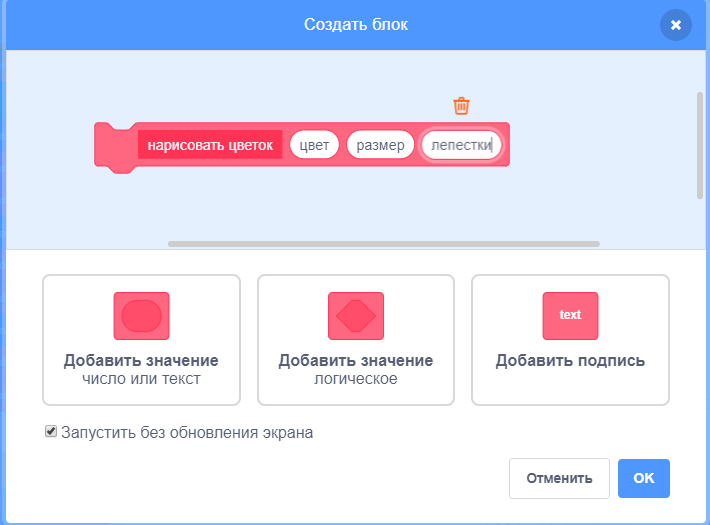 Создать блок
нарисовать цветок цвет размер лепестки
text
Добавить значение
число или текст
Добавить значение
логическое
Добавить подпись
Запустить без обновления экрана
Отменить OK